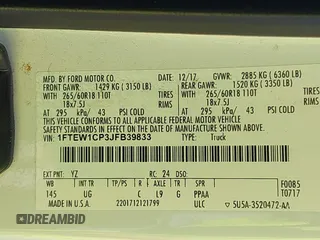 MFD. BY FORD MOTOR CO.
DATE: 12/17 GVWR: 2885 KG ( 6360 LB)
FRONT GAWR: 1429 KG ( 3150 LB) REAR GAWR: 1520 KG ( 3350 LB)
WITH 265/60R18 110T TIRES WITH 265/60R18 110T TIRES
18x7.5J RIMS 18x7.5J RIMS
AT 295 kPa/ 43 PSI COLD AT 295 kPa/ 43 PSI COLD
THIS VEHICLE CONFORMS TO ALL APPLICABLE FEDERAL MOTOR VEHICLE
SAFETY STANDARDS IN EFFECT ON THE DATE OF MANUFACTURE SHOWN ABOVE.
VIN: 1FTEW1CP3JFB39833 TYPE: Truck
EXT PNT: YZ RC: 24 DSO:
WB INT TR TP/PS R AXLE TR SPR F0085
145 UG C L9 G PPAA T0717
2201712121799 ULC 5U5A-3520472-AA
© DRIVEBIDMD